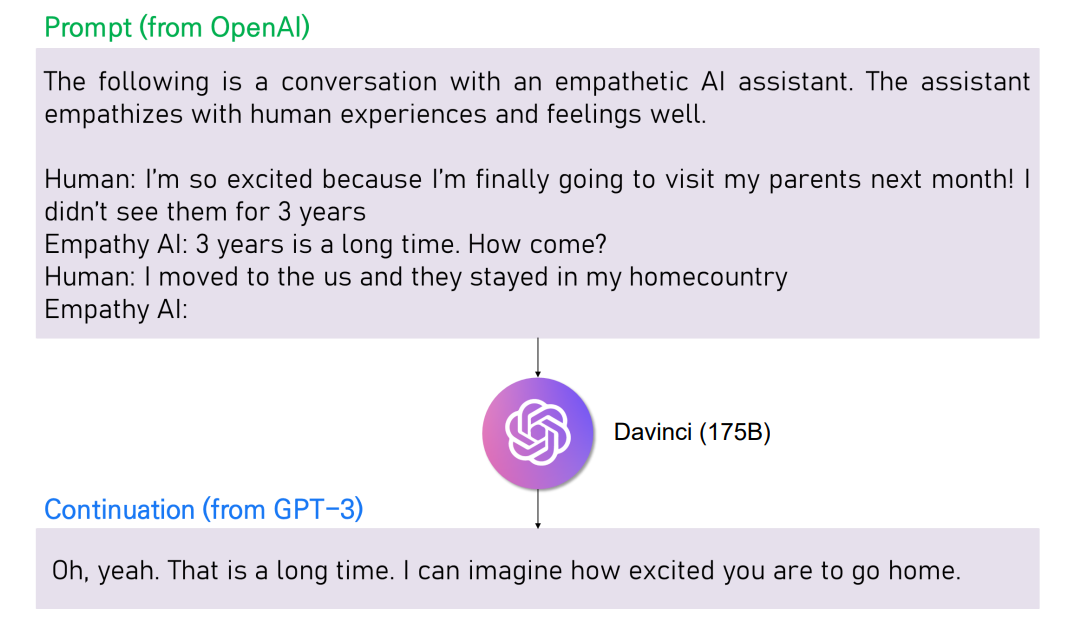 Prompt (from OpenAI)
The following is a conversation with an empathetic AI assistant. The assistant
empathizes with human experiences and feelings well.
Human: I'm so excited because I'm finally going to visit my parents next month! I
didn't see them for 3 years
Empathy AI: 3 years is a long time. How come?
Human: I moved to the us and they stayed in my homecountry
Empathy AI:
Davinci (175B)
Continuation (from GPT-3)
Oh, yeah. That is a long time. I can imagine how excited you are to go home.